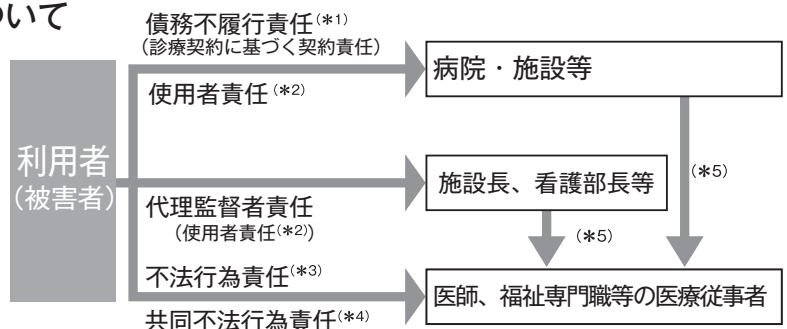 ついて
債務不履行責任(*1)
(診療契約に基づく契約責任)
病院・施設等
使用者責任(*2)
利用者
(被害者)
施設長、看護部長等
(*5)
代理監督者責任
(使用者責任(*2))
(*5)
不法行為責任(*3)
医師、福祉専門職等の医療従事者
共同不法行為責任(*4)